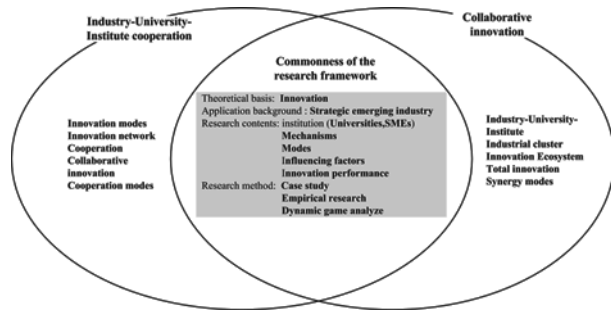 Industry-University-
Institute cooperation
Collaborative
innovation
Commonness of the
research framework
Theoretical basis: Innovation
Application background : Strategic emerging industry
Research contents: institution (Universities,SMEs)
Mechanisms
Modes
Influencing factors
Innovation performance
Research method: Case study
Empirical research
Dynamic game analyze
Innovation modes
Innovation network
Cooperation
Collaborative
innovation
Cooperation modes
Industry-University-
Institute
Industrial cluster
Innovation Ecosystem
Total innovation
Synergy modes